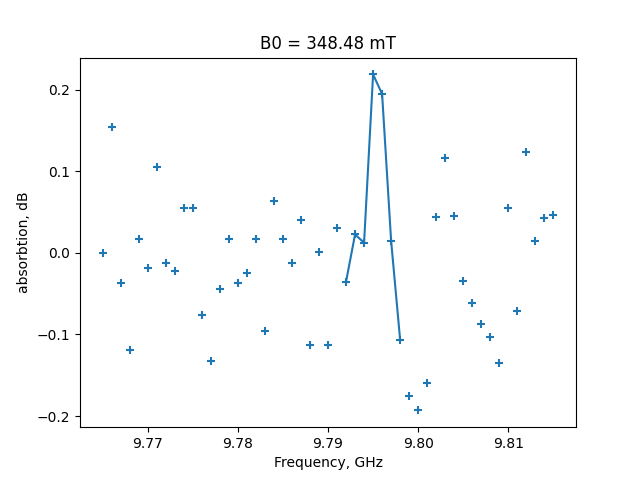 B0 = 348.48 mT
absorbtion, dB
0.2
0.1
0.0
−0.1
−0.2
9.77 9.78 9.79 9.80 9.81
Frequency, GHz